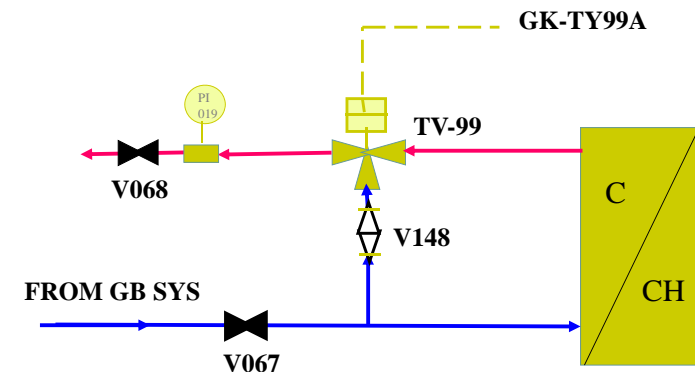 GK-TY99A
PI
019
TV-99
V068
C
V148
CH
FROM GB SYS
V067